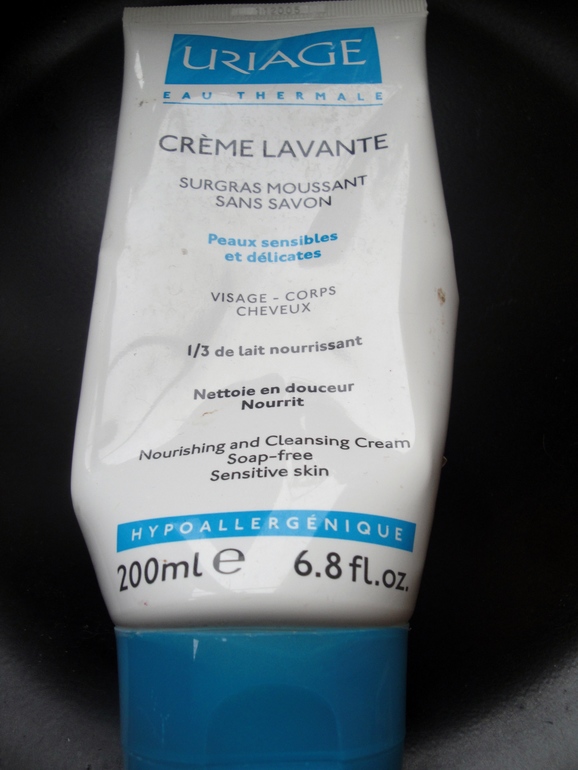 URIAGE
EAU THERMALE
CRÈME LAVANTE
SURGRAS MOUSSANT
SANS SAVON
Peaux sensibles
et délicates
VISAGE - CORPS
CHEVEUX
1/3 de lait nourrissant
Nettoie en douceur
Nourrit
Nourishing and Cleansing Cream
Soap-free
Sensitive skin
HYPOALLERGÉNIQUE
200ml e 6.8 fl.oz.